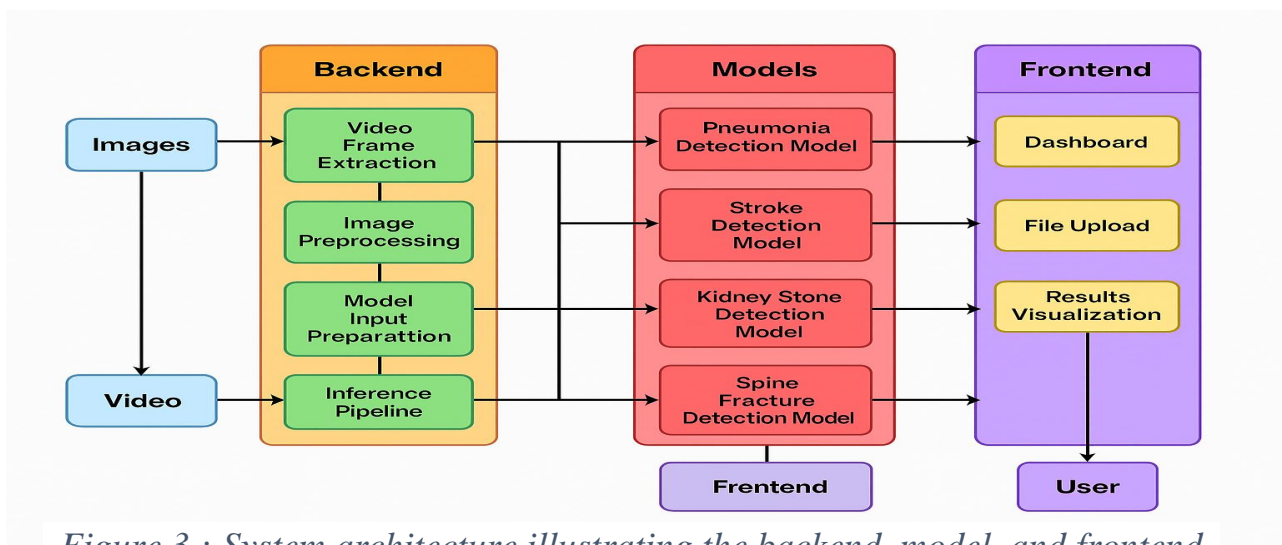 Backend
Models
Frontend
Images
Video
Frame
Extraction
Pneumonia
Detection Model
Dashboard
Image
Preprocessing
Stroke
Detection
Model
File Upload
Model
Input
Preparattion
Kidney Stone
Detection
Model
Results
Visualization
Video
Inference
Pipeline
Spine
Fracture
Detection Model
Frentend
User
Figure 3 : System architecture illustrating the backend, model, and frontend